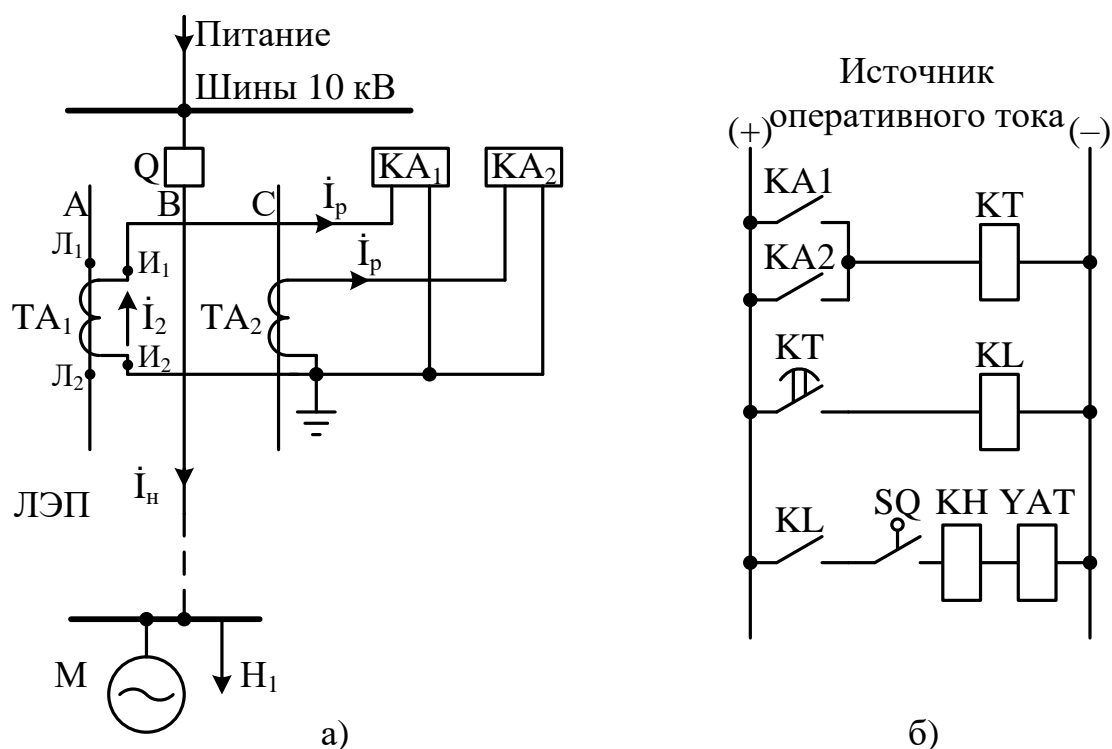 Питание
Шины 10 кВ
Q
KA1
KA2
A
B
C
İр
İр
Л1
И1
TA1
İ2
TA2
И2
Л2
İн
ЛЭП
М
Н1
а)
Источник
оперативного тока
(+)
(–)
KA1
KT
KA2
KT
KL
KL
SQ
KH
YAT
б)